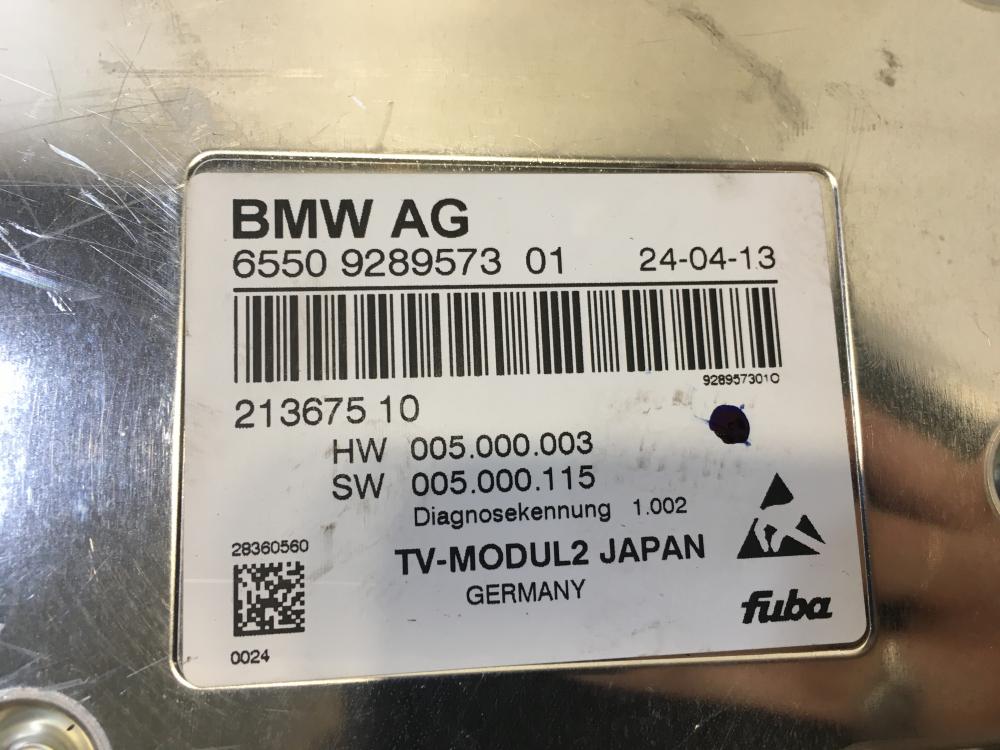 BMW AG
6550 9289573 01 24-04-13
928957301O
213675 10
HW 005.000.003
SW 005.000.115
Diagnosekennung 1.002
28360560
TV-MODUL2 JAPAN
GERMANY
fuba
0024